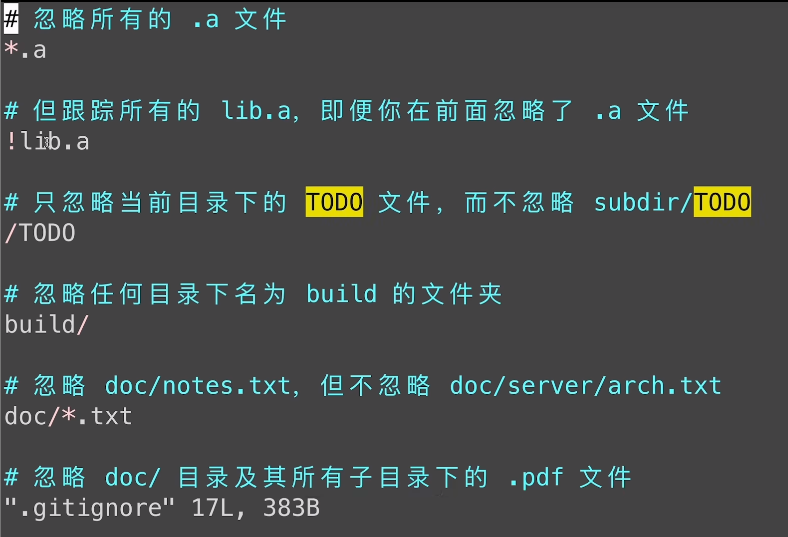 # 忽略所有的 .a 文件
*.a
# 但跟踪所有的 lib.a，即便你在前面忽略了 .a 文件
!lib.a
# 只忽略当前目录下的 TODO 文件，而不忽略 subdir/TODO
/TODO
# 忽略任何目录下名为 build 的文件夹
build/
# 忽略 doc/notes.txt，但不忽略 doc/server/arch.txt
doc/*.txt
# 忽略 doc/ 目录及其所有子目录下的 .pdf 文件
".gitignore" 17L, 383B